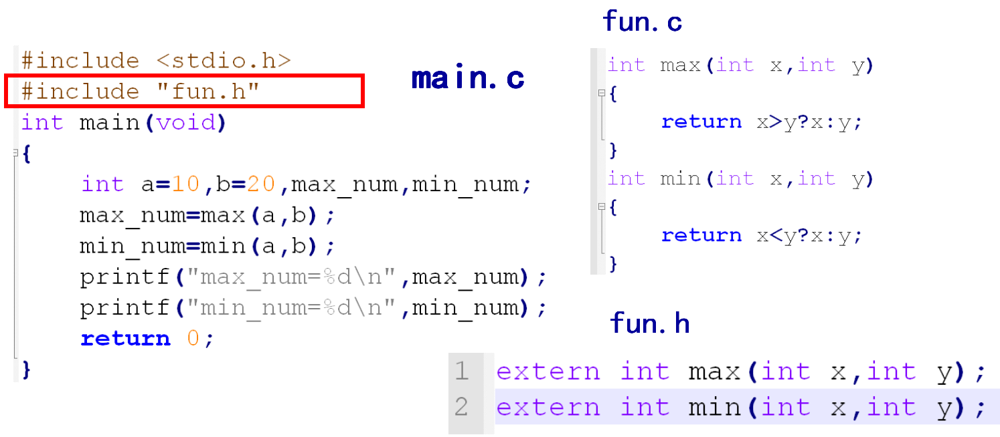 main.c
#include <stdio.h>
#include "fun.h"
int main(void)
{
    int a=10,b=20,max_num,min_num;
    max_num=max(a,b);
    min_num=min(a,b);
    printf("max_num=%d\n",max_num);
    printf("min_num=%d\n",min_num);
    return 0;
}
fun.c
int max(int x,int y)
{
    return x>y?x:y;
}
int min(int x,int y)
{
    return x<y?x:y;
}
fun.h
1 extern int max(int x,int y);
2 extern int min(int x,int y);